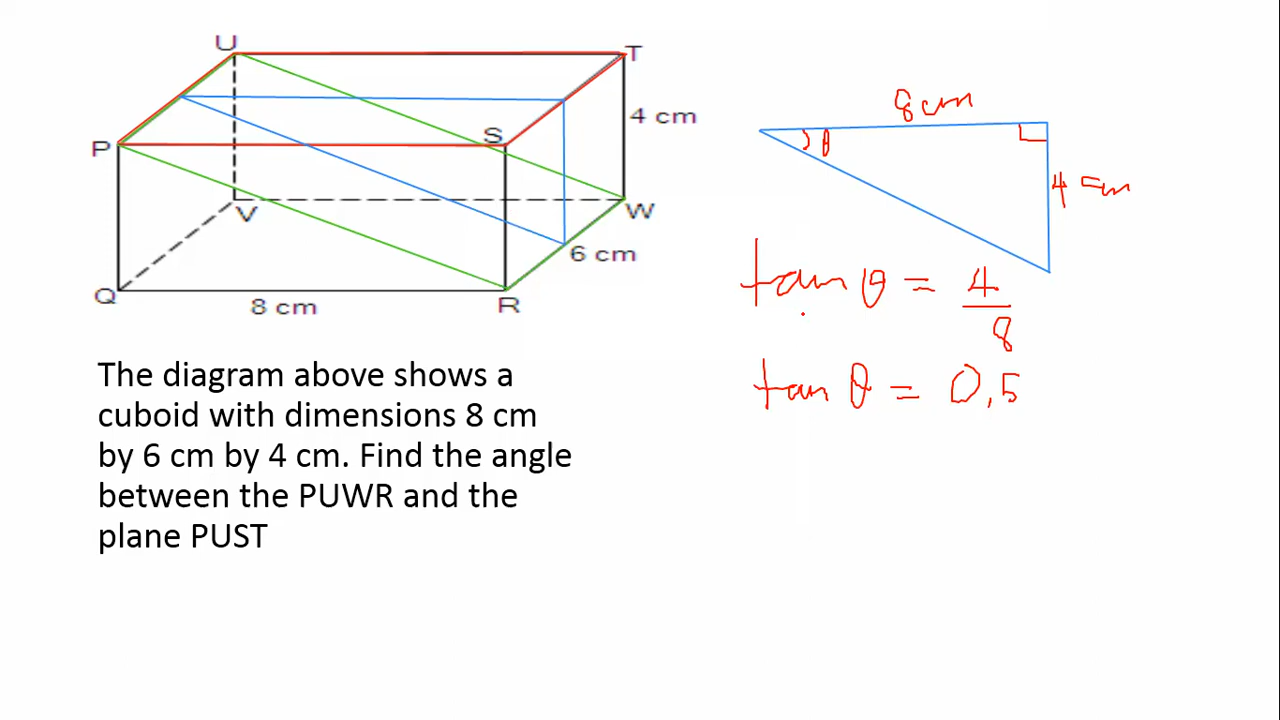 U
T
4 cm
P
S
V
W
6 cm
Q
R
8 cm
8cm
θ
4 cm
tan θ = 4/8
tan θ = 0,5
The diagram above shows a
cuboid with dimensions 8 cm
by 6 cm by 4 cm. Find the angle
between the PUWR and the
plane PUST